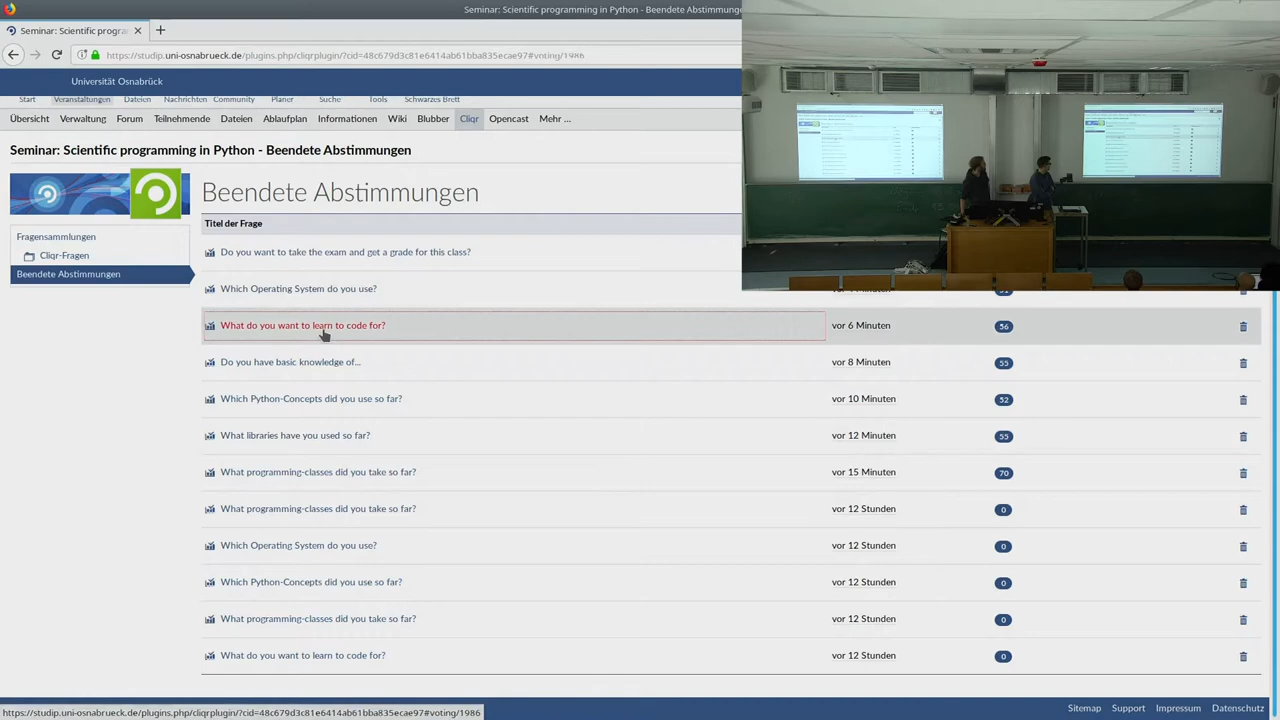 Seminar: Scientific programming in Python - Beendete Abstimmungen
Seminar: Scientific progra
https://studip.uni-osnabrueck.de/plugins.php/cliqrplugin/?cid=48c679d3c81e6414ab61bba835ecae97#voting/1986
Universität Osnabrück
Start Veranstaltungen Dateien Nachrichten Community Planer Suche Tools Schwarzes Brett
Übersicht Verwaltung Forum Teilnehmende Dateien Ablaufplan Informationen Wiki Blubber Cliqr Opencast Mehr ...
Seminar: Scientific programming in Python - Beendete Abstimmungen
Beendete Abstimmungen
Fragensammlungen
Cliqr-Fragen
Beendete Abstimmungen
Titel der Frage
Do you want to take the exam and get a grade for this class?
Which Operating System do you use?
What do you want to learn to code for? vor 6 Minuten 56
Do you have basic knowledge of... vor 8 Minuten 55
Which Python-Concepts did you use so far? vor 10 Minuten 52
What libraries have you used so far? vor 12 Minuten 55
What programming-classes did you take so far? vor 15 Minuten 70
What programming-classes did you take so far? vor 12 Stunden 0
Which Operating System do you use? vor 12 Stunden 0
Which Python-Concepts did you use so far? vor 12 Stunden 0
What programming-classes did you take so far? vor 12 Stunden 0
What do you want to learn to code for? vor 12 Stunden 0
https://studip.uni-osnabrueck.de/plugins.php/cliqrplugin/?cid=48c679d3c81e6414ab61bba835ecae97#voting/1986
Sitemap Support Impressum Datenschutz